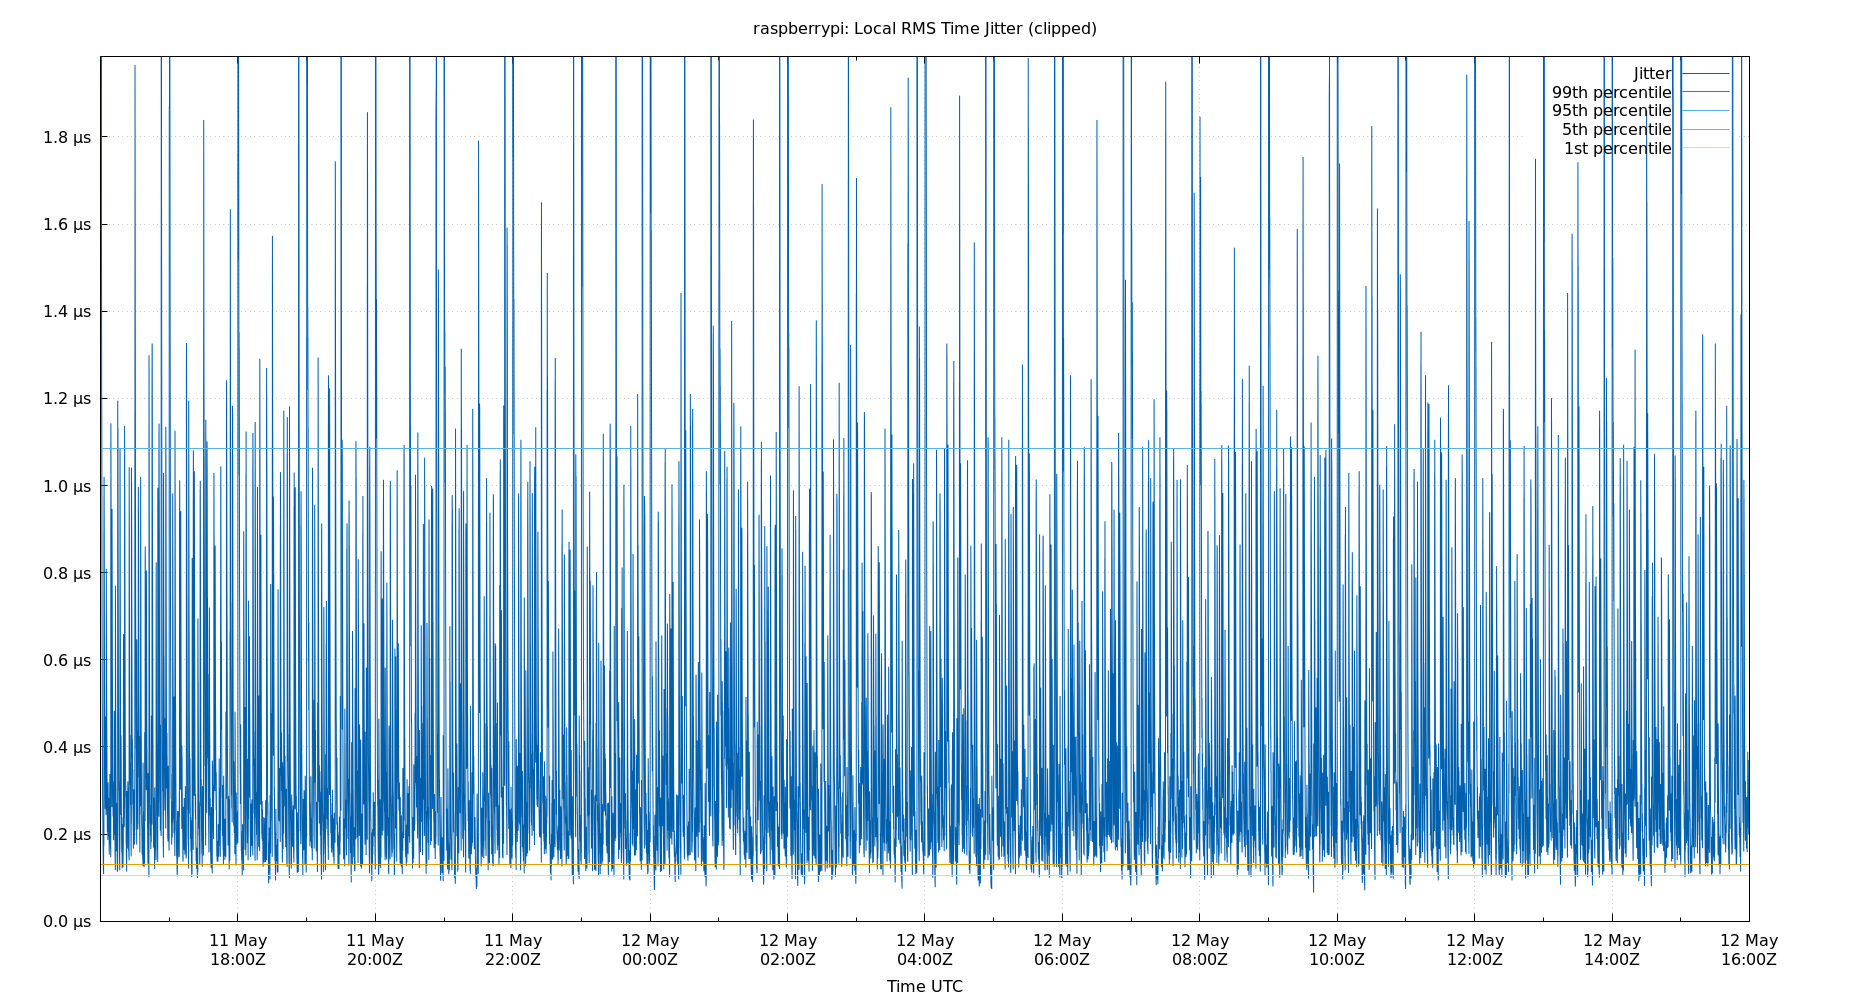 raspberrypi: Local RMS Time Jitter (clipped)
Jitter
99th percentile
95th percentile
5th percentile
1st percentile
1.8 µs
1.6 µs
1.4 µs
1.2 µs
1.0 µs
0.8 µs
0.6 µs
0.4 µs
0.2 µs
0.0 µs
11 May 11 May 11 May 12 May 12 May 12 May 12 May 12 May 12 May 12 May 12 May 12 May
18:00Z 20:00Z 22:00Z 00:00Z 02:00Z 04:00Z 06:00Z 08:00Z 10:00Z 12:00Z 14:00Z 16:00Z
Time UTC